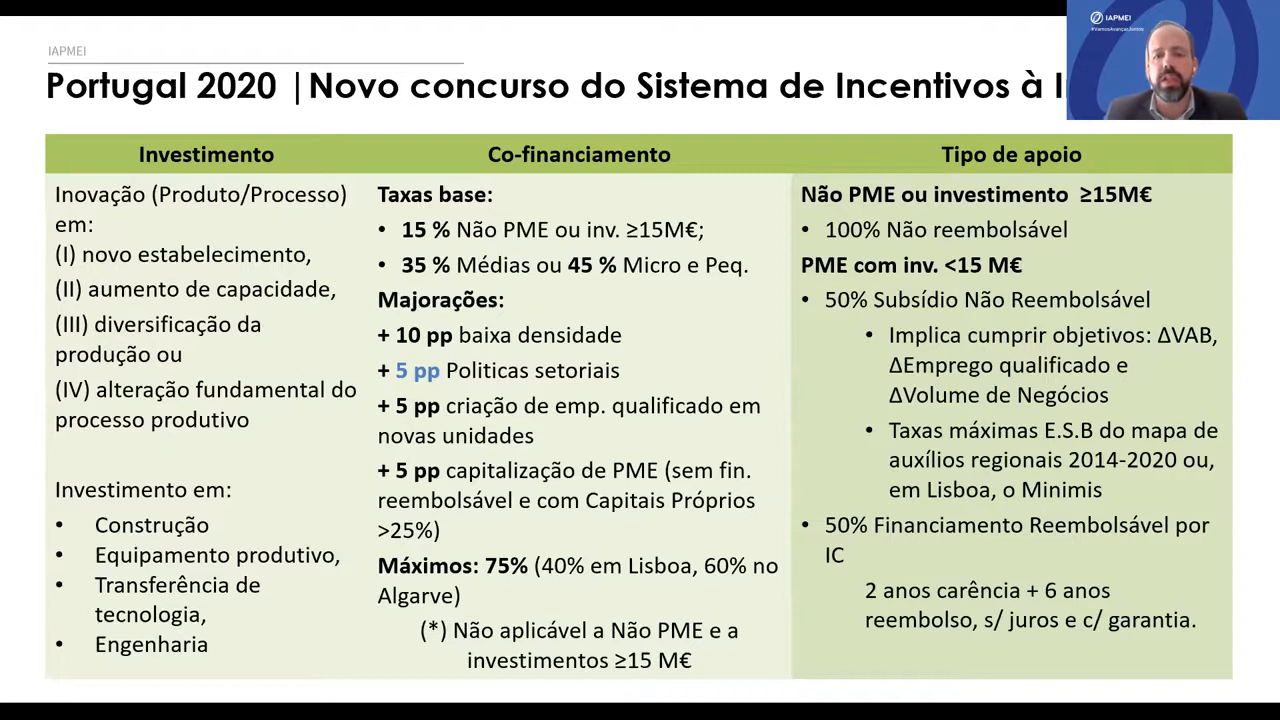 IAPMEI
#VamosAvançarJuntos
IAPMEI
Portugal 2020 | Novo concurso do Sistema de Incentivos à
Investimento
Co-financiamento
Tipo de apoio
Inovação (Produto/Processo)
em:
(I) novo estabelecimento,
(II) aumento de capacidade,
(III) diversificação da
produção ou
(IV) alteração fundamental do
processo produtivo
Investimento em:
• Construção
• Equipamento produtivo,
• Transferência de
tecnologia,
• Engenharia
Taxas base:
• 15 % Não PME ou inv. ≥15M€;
• 35 % Médias ou 45 % Micro e Peq.
Majorações:
+ 10 pp baixa densidade
+ 5 pp Politicas setoriais
+ 5 pp criação de emp. qualificado em
novas unidades
+ 5 pp capitalização de PME (sem fin.
reembolsável e com Capitais Próprios
>25%)
Máximos: 75% (40% em Lisboa, 60% no
Algarve)
(*) Não aplicável a Não PME e a
investimentos ≥15 M€
Não PME ou investimento ≥15M€
• 100% Não reembolsável
PME com inv. <15 M€
• 50% Subsídio Não Reembolsável
• Implica cumprir objetivos: ΔVAB,
ΔEmprego qualificado e
ΔVolume de Negócios
• Taxas máximas E.S.B do mapa de
auxílios regionais 2014-2020 ou,
em Lisboa, o Minimis
• 50% Financiamento Reembolsável por
IC
2 anos carência + 6 anos
reembolso, s/ juros e c/ garantia.